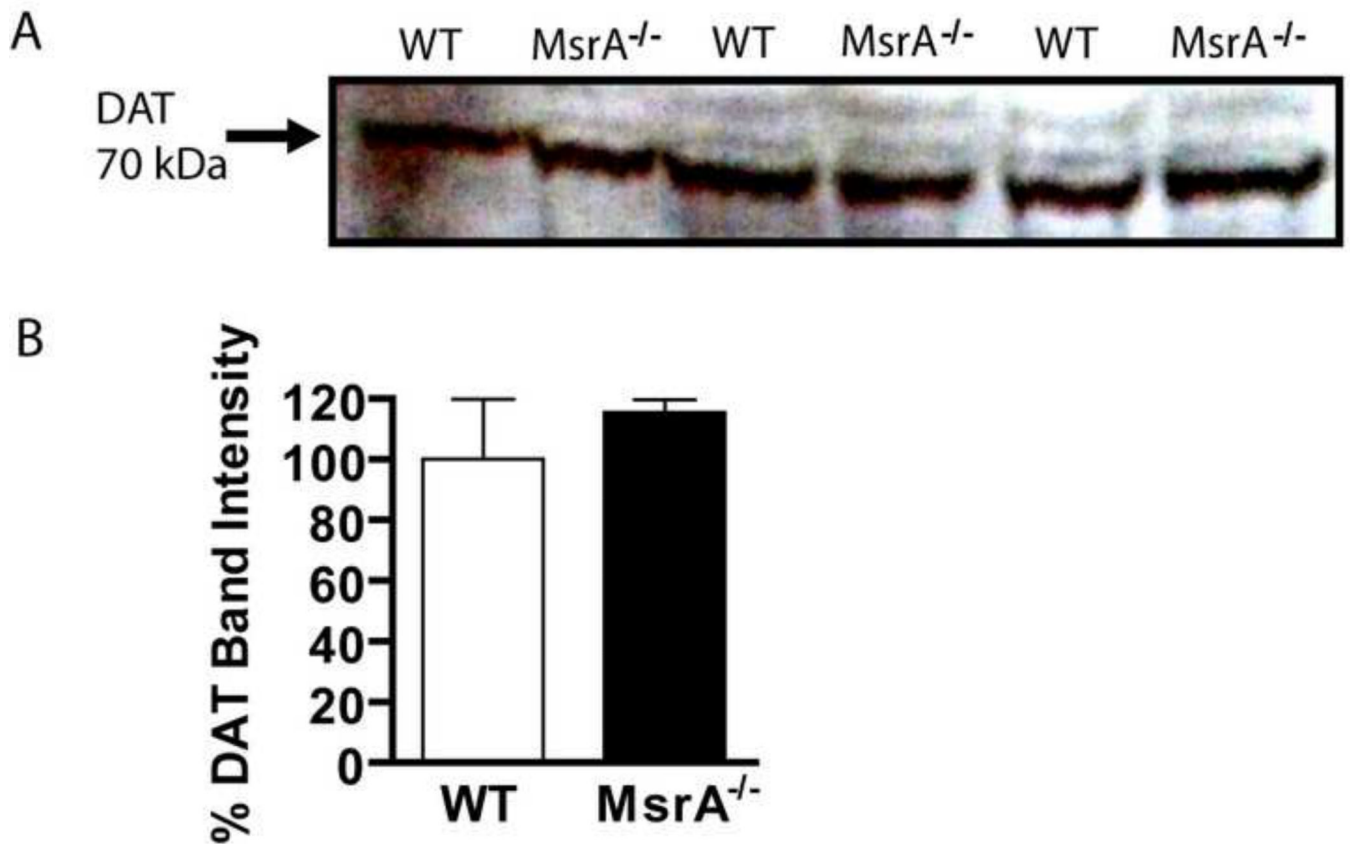 A
WT MsrA-/- WT MsrA-/- WT MsrA-/-
DAT
70 kDa
B
% DAT Band Intensity
120
100
80
60
40
20
0
WT MsrA-/-